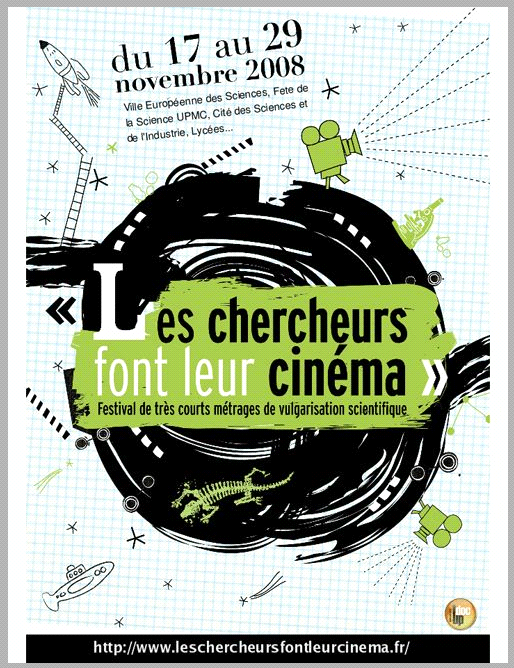 du 17 au 29
novembre 2008
Ville Européenne des Sciences, Fete de
la Science UPMC, Cité des Sciences et
de l'Industrie, Lycées...
« Les chercheurs
font leur cinéma »
Festival de très courts métrages de vulgarisation scientifique
doc
up
http://www.leschercheursfontleurcinema.fr/